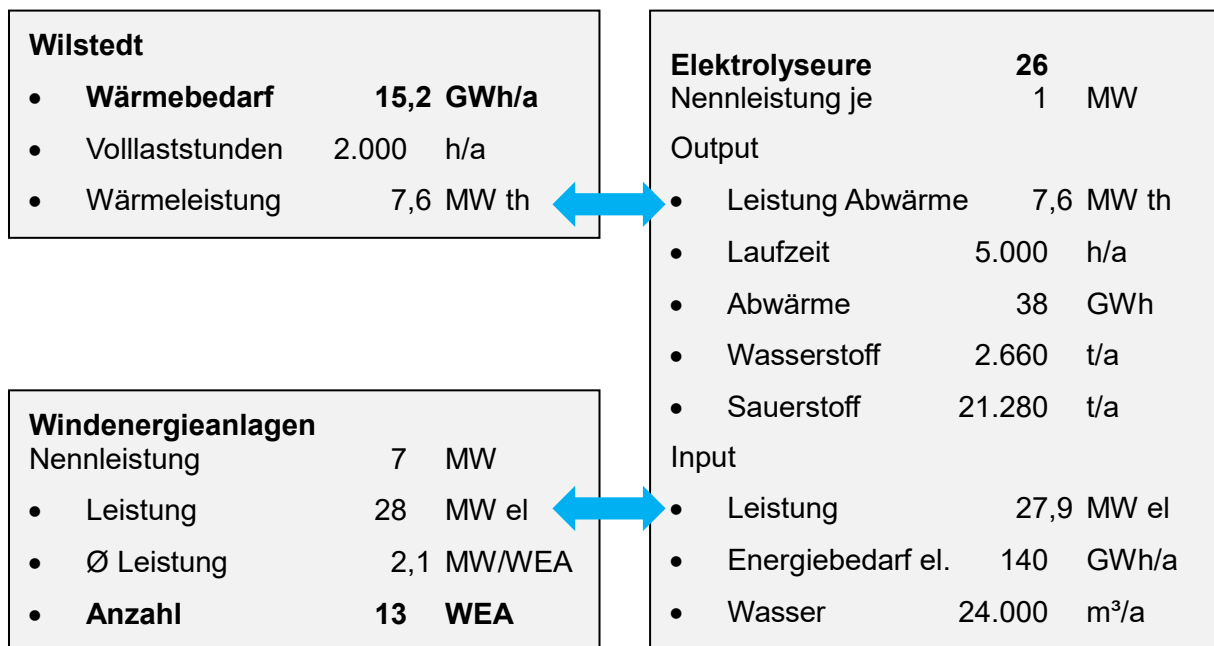 Wilstedt
• Wärmebedarf 15,2 GWh/a
• Volllaststunden 2.000 h/a
• Wärmeleistung 7,6 MW th
Windenergieanlagen
Nennleistung 7 MW
• Leistung 28 MW el
• Ø Leistung 2,1 MW/WEA
• Anzahl 13 WEA
Elektrolyseure 26
Nennleistung je 1 MW
Output
• Leistung Abwärme 7,6 MW th
• Laufzeit 5.000 h/a
• Abwärme 38 GWh
• Wasserstoff 2.660 t/a
• Sauerstoff 21.280 t/a
Input
• Leistung 27,9 MW el
• Energiebedarf el. 140 GWh/a
• Wasser 24.000 m³/a